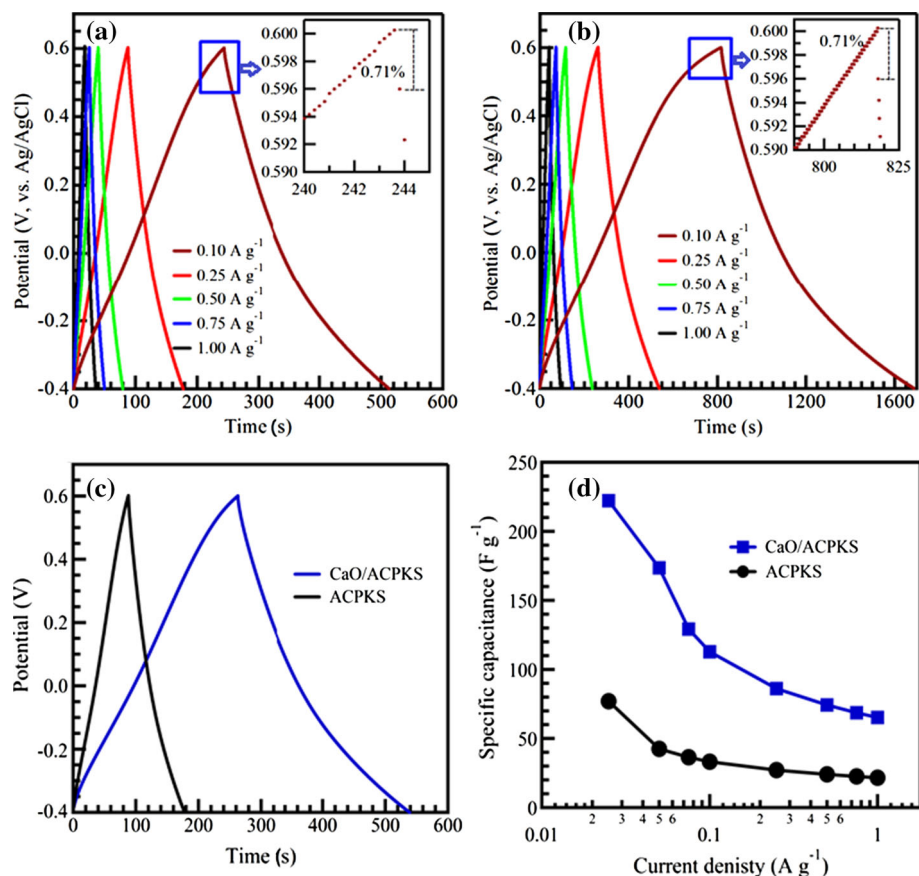 (a)
0.6
0.4
0.2
0.0
-0.2
-0.4
Potential (V, vs. Ag/AgCl)
0 100 200 300 400 500 600
Time (s)
0.10 A g-1
0.25 A g-1
0.50 A g-1
0.75 A g-1
1.00 A g-1
0.600
0.598
0.596
0.594
0.592
0.590
0.71%
240 242 244
(b)
0.6
0.4
0.2
0.0
-0.2
-0.4
Potential (V, vs. Ag/AgCl)
0 400 800 1200 1600
Time (s)
0.10 A g-1
0.25 A g-1
0.50 A g-1
0.75 A g-1
1.00 A g-1
0.600
0.598
0.596
0.594
0.592
0.590
0.71%
800 825
(c)
0.6
0.4
0.2
0.0
-0.2
-0.4
Potential (V)
0 100 200 300 400 500 600
Time (s)
CaO/ACPKS
ACPKS
(d)
250
200
150
100
50
0
Specific capacitance (F g-1)
CaO/ACPKS
ACPKS
0.01 2 3 4 5 6 0.1 2 3 4 5 6 1
Current denisty (A g-1)